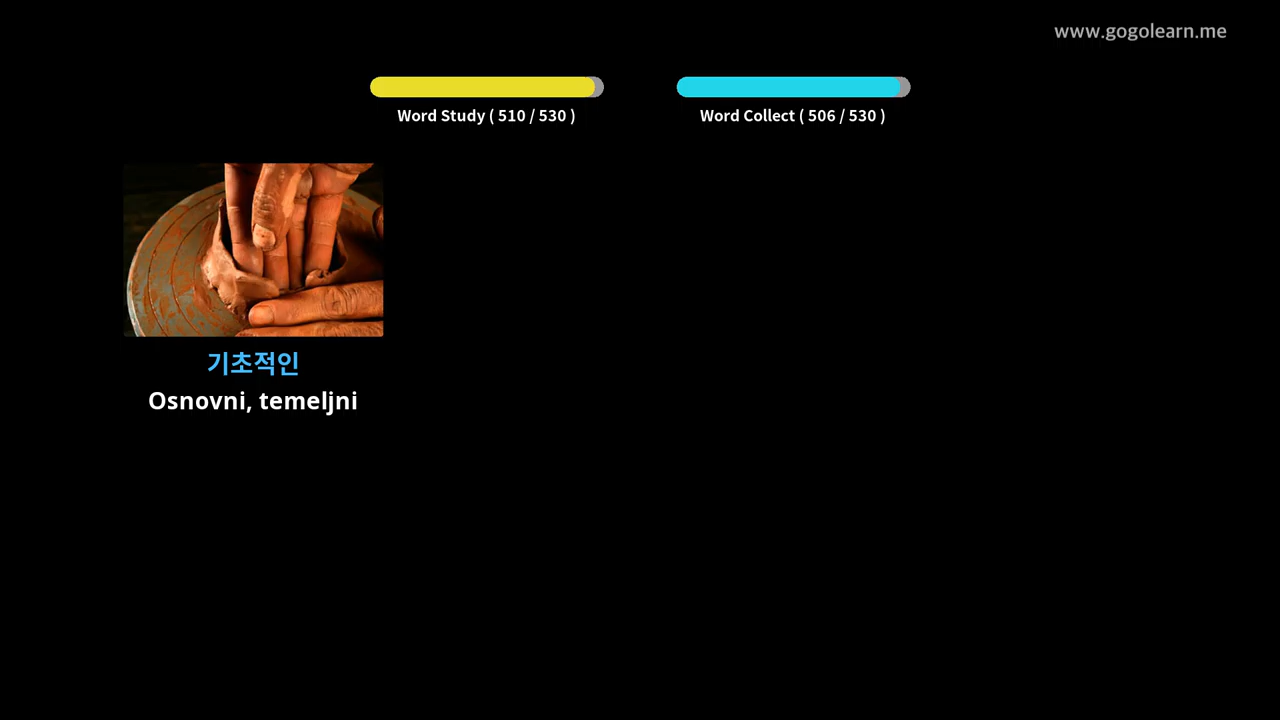 www.gogolearn.me
Word Study ( 510 / 530 )
Word Collect ( 506 / 530 )
기초적인
Osnovni, temeljni